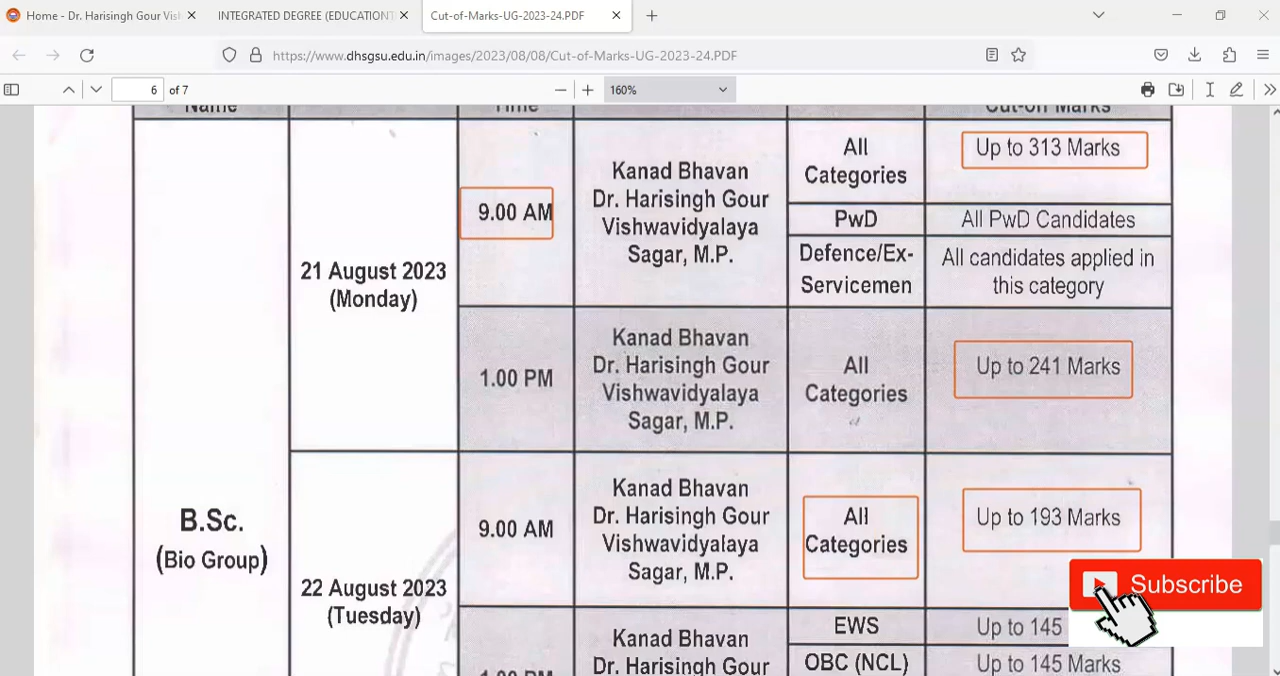 Home - Dr. Harisingh Gour Vis
INTEGRATED DEGREE (EDUCATION
Cut-of-Marks-UG-2023-24.PDF
https://www.dhsgsu.edu.in/images/2023/08/08/Cut-of-Marks-UG-2023-24.PDF
6 of 7
160%
Name
Time
Cut-off Marks
B.Sc.
(Bio Group)
21 August 2023
(Monday)
9.00 AM
Kanad Bhavan
Dr. Harisingh Gour
Vishwavidyalaya
Sagar, M.P.
All
Categories
Up to 313 Marks
PwD
All PwD Candidates
Defence/Ex-
Servicemen
All candidates applied in
this category
1.00 PM
Kanad Bhavan
Dr. Harisingh Gour
Vishwavidyalaya
Sagar, M.P.
All
Categories
Up to 241 Marks
22 August 2023
(Tuesday)
9.00 AM
Kanad Bhavan
Dr. Harisingh Gour
Vishwavidyalaya
Sagar, M.P.
All
Categories
Up to 193 Marks
Subscribe
1.00 PM
Kanad Bhavan
Dr. Harisingh Gour
EWS
Up to 145
OBC (NCL)
Up to 145 Marks